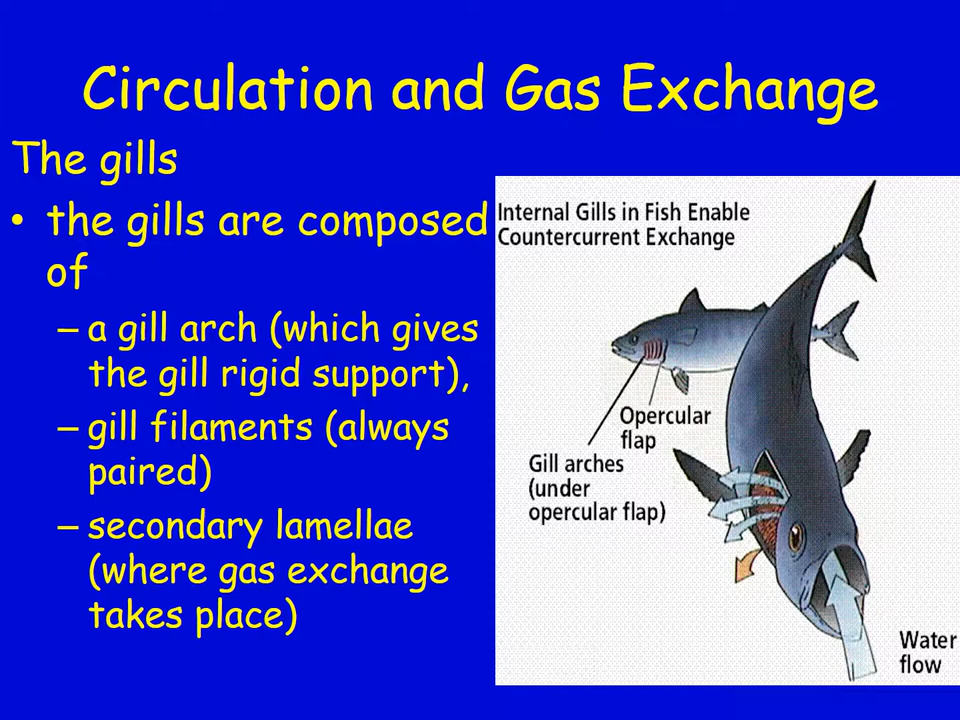 Circulation and Gas Exchange
The gills
• the gills are composed
of
– a gill arch (which gives
the gill rigid support),
– gill filaments (always
paired)
– secondary lamellae
(where gas exchange
takes place)
Internal Gills in Fish Enable
Countercurrent Exchange
Opercular
flap
Gill arches
(under
opercular flap)
Water
flow